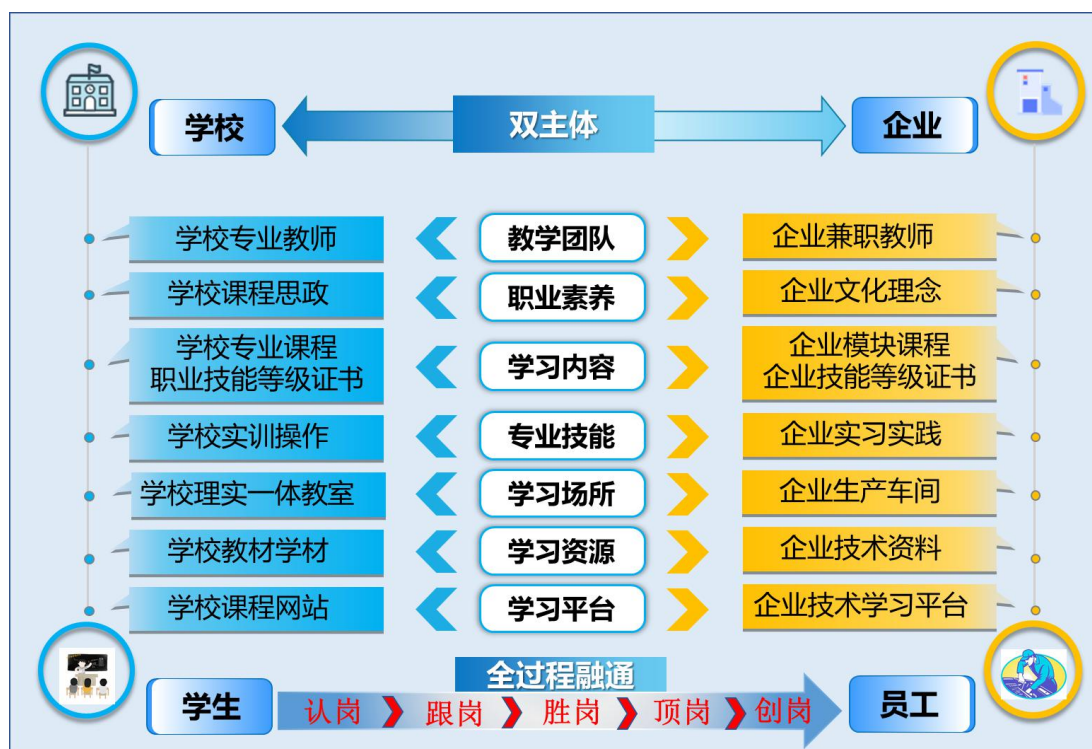 学校
双主体
企业
学校专业教师
教学团队
企业兼职教师
学校课程思政
职业素养
企业文化理念
学校专业课程
职业技能等级证书
学习内容
企业模块课程
企业技能等级证书
学校实训操作
专业技能
企业实习实践
学校理实一体教室
学习场所
企业生产车间
学校教材学材
学习资源
企业技术资料
学校课程网站
学习平台
企业技术学习平台
全过程融通
学生
认岗
跟岗
胜岗
顶岗
创岗
员工